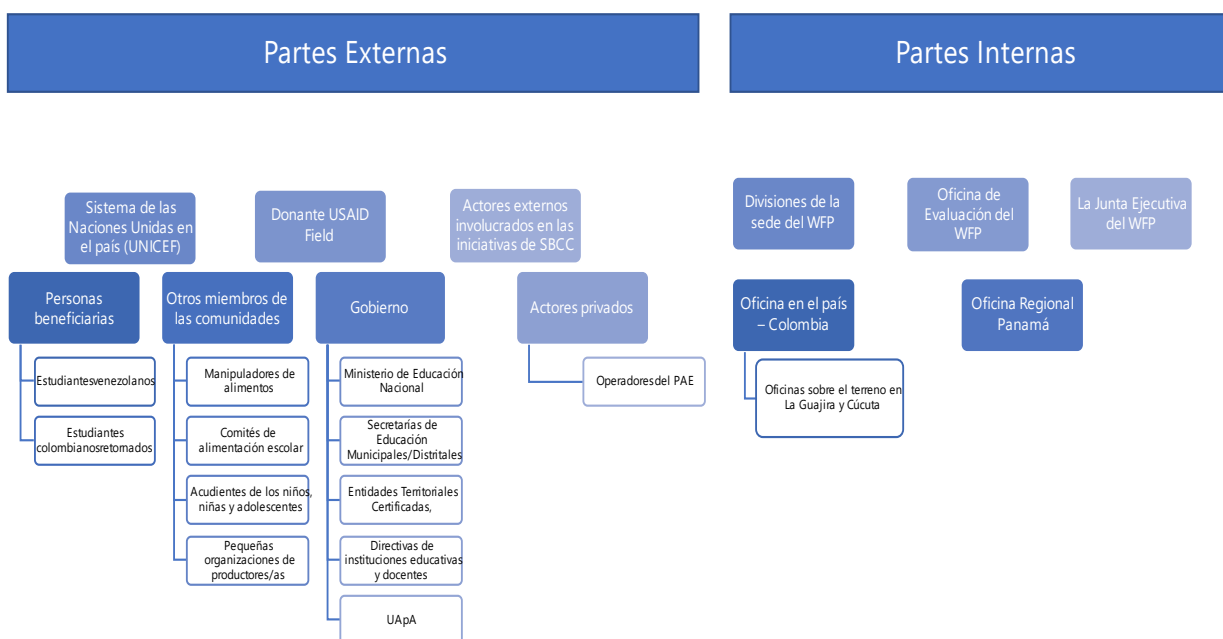 Partes Externas
Partes Internas
Sistema de las
Naciones Unidas en
el país (UNICEF)
Donante USAID
Field
Actores externos
involucrados en las
iniciativas de SBCC
Divisiones de la
sede del WFP
Oficina de
Evaluación del
WFP
La Junta Ejecutiva
del WFP
Personas
beneficiarias
Estudiantesvenezolanos
Estudiantes
colombianosretornados
Otros miembros de
las comunidades
Manipuladores de
alimentos
Comités de
alimentación escolar
Acudientes de los niños,
niñas y adolescentes
Pequeñas
organizaciones de
productores/as
Gobierno
Ministerio de Educación
Nacional
Secretarías de
Educación
Municipales/Distritales
Entidades Territoriales
Certificadas,
Directivas de
instituciones educativas
y docentes
UApA
Actores privados
Operadores del PAE
Oficina en el país
– Colombia
Oficinas sobre el terreno en
La Guajira y Cúcuta
Oficina Regional
Panamá